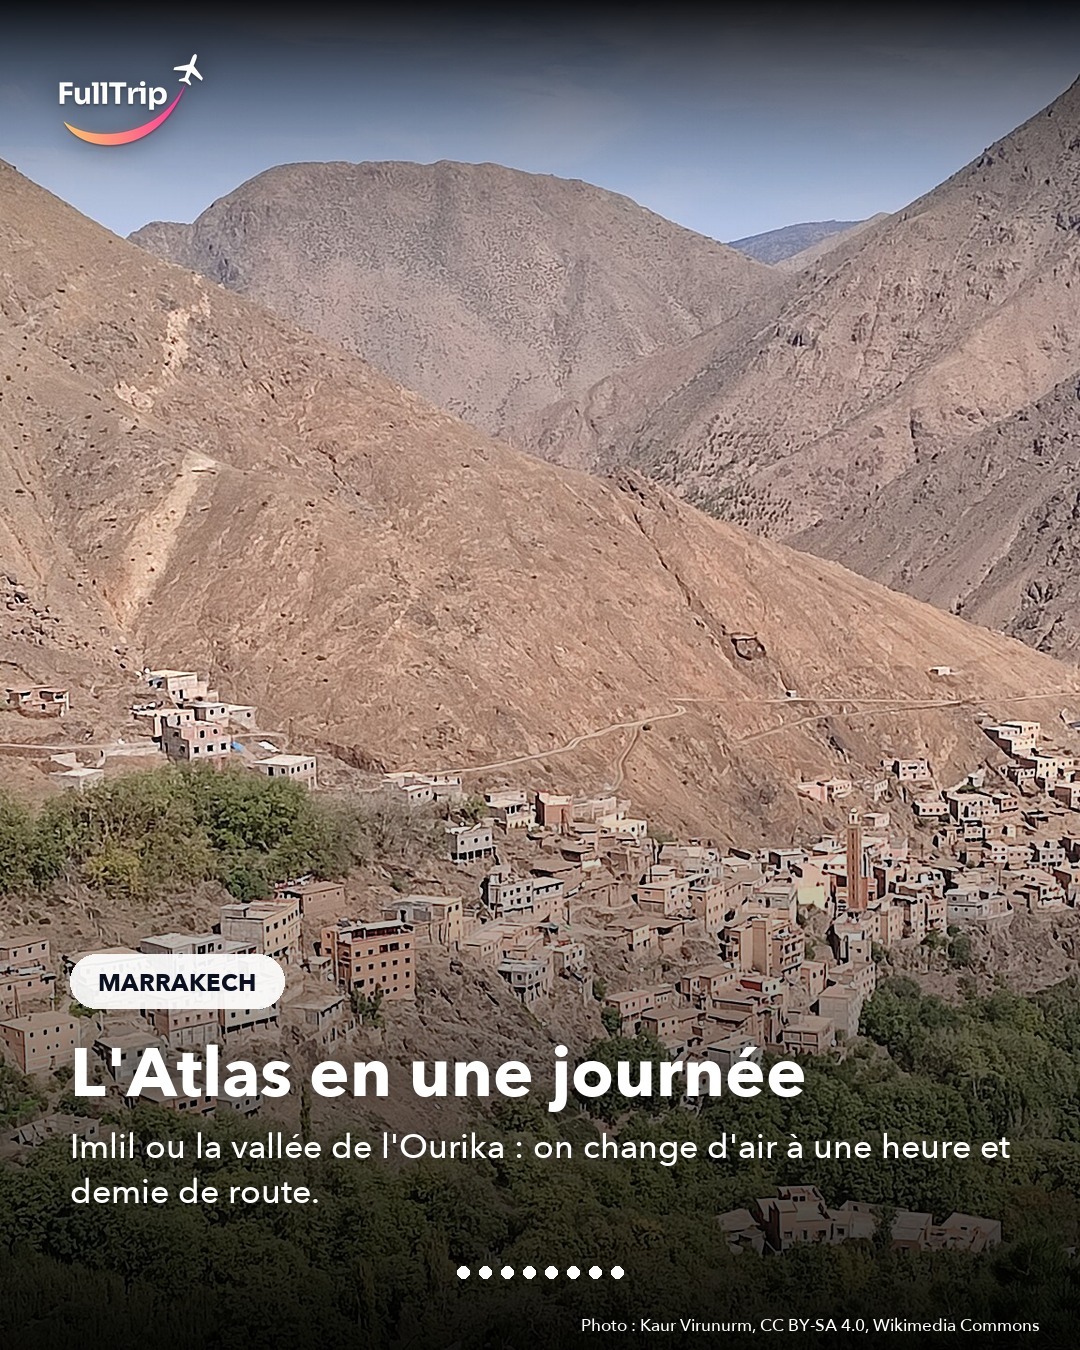 FullTrip
MARRAKECH
L'Atlas en une journée
Imlil ou la vallée de l'Ourika : on change d'air à une heure et
demie de route.
Photo : Kaur Virunurm, CC BY-SA 4.0, Wikimedia Commons